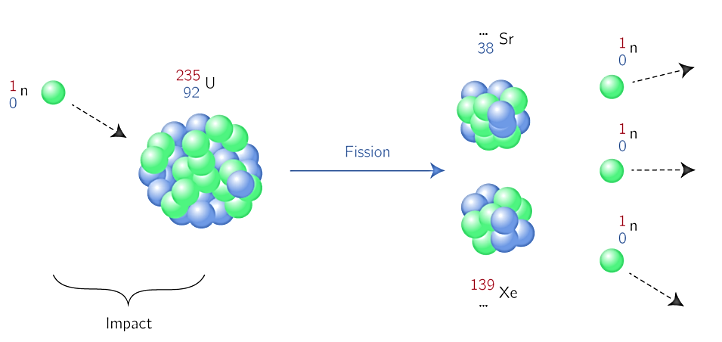 1
0 n
235
92 U
Impact
Fission
...
38 Sr
139
... Xe
1
0 n
1
0 n
1
0 n